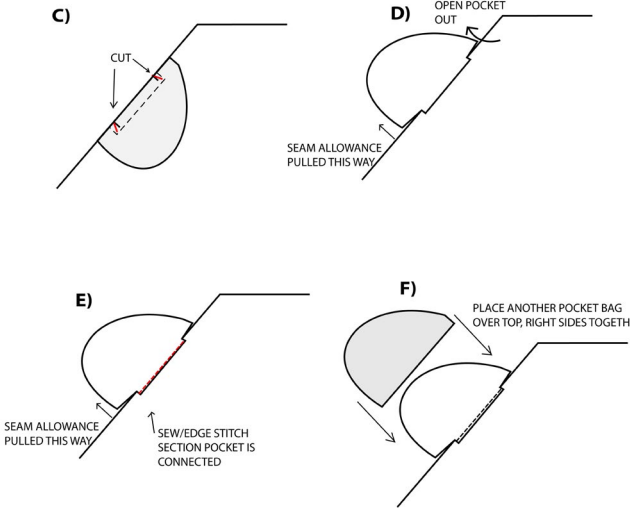 C)
CUT
D)
OPEN POCKET
OUT
SEAM ALLOWANCE
PULLED THIS WAY
E)
SEAM ALLOWANCE
PULLED THIS WAY
SEW/EDGE STITCH
SECTION POCKET IS
CONNECTED
F)
PLACE ANOTHER POCKET BAG
OVER TOP, RIGHT SIDES TOGETH